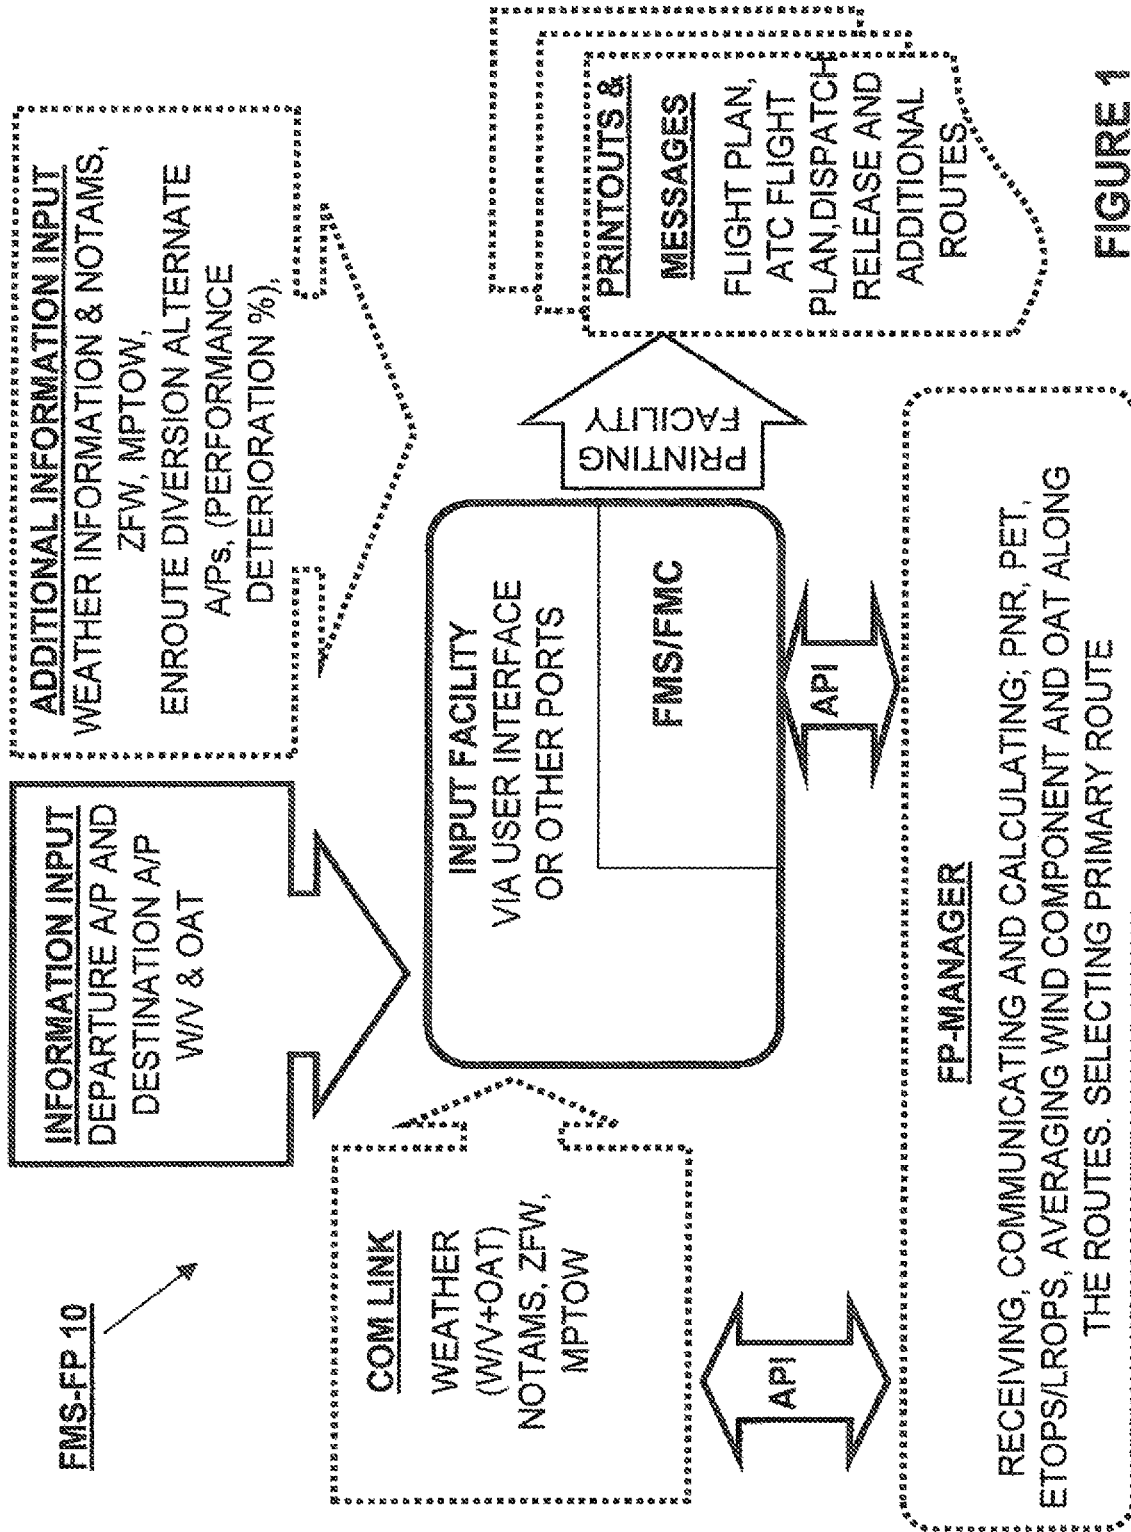 FMS-FP 10
INFORMATION INPUT
DEPARTURE A/P AND
DESTINATION A/P
W/V & OAT
ADDITIONAL INFORMATION INPUT
WEATHER INFORMATION & NOTAMS,
ZFW, MPTOW,
ENROUTE DIVERSION ALTERNATE
A/Ps, (PERFORMANCE
DETERIORATION %),
COM LINK
WEATHER
(W/V+OAT)
NOTAMS, ZFW,
MPTOW
INPUT FACILITY
VIA USER INTERFACE
OR OTHER PORTS
FMS/FMC
PRINTING
FACILITY
PRINTOUTS &
MESSAGES
FLIGHT PLAN,
ATC FLIGHT
PLAN,DISPATCH
RELEASE AND
ADDITIONAL
ROUTES
API
API
FP-MANAGER
RECEIVING, COMMUNICATING AND CALCULATING; PNR, PET,
ETOPS/LROPS, AVERAGING WIND COMPONENT AND OAT ALONG
THE ROUTES. SELECTING PRIMARY ROUTE
FIGURE 1